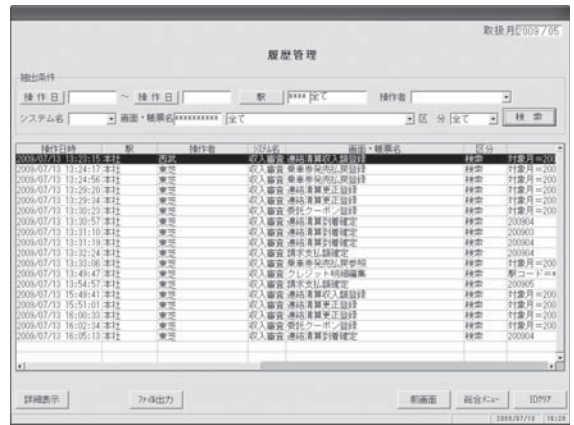 取扱月 2009/05
履歴管理
抽出条件
操作日 ～ 操作日 駅 **** 全て 操作者
システム名 画面・帳票名 ********** 全て 区分 全て 検索
操作日時 駅 操作者 ｼｽﾃﾑ名 画面・帳票名 区分
2009/07/13 13:23:15 本社 西武 収入審査 連絡清算収入額登録 検索 対象月=200
2009/07/13 13:24:17 本社 東芝 収入審査 乗車券発売払戻登録 検索 対象月=200
2009/07/13 13:24:56 本社 東芝 収入審査 乗車券発売払戻登録 検索 対象月=200
2009/07/13 13:29:20 本社 東芝 収入審査 連絡清算更正登録 検索 対象月=200
2009/07/13 13:29:34 本社 東芝 収入審査 連絡清算更正登録 検索 対象月=200
2009/07/13 13:30:23 本社 東芝 収入審査 委託クーポン登録 検索 対象月=200
2009/07/13 13:30:57 本社 東芝 収入審査 連絡清算到着確定 検索 200904
2009/07/13 13:31:10 本社 東芝 収入審査 連絡清算到着確定 検索 200903
2009/07/13 13:31:19 本社 東芝 収入審査 連絡清算到着確定 検索 200904
2009/07/13 13:32:24 本社 東芝 収入審査 請求支払額確定 検索 200904
2009/07/13 13:33:06 本社 東芝 収入審査 乗車券発売払戻参照 検索 対象月=200
2009/07/13 13:49:47 本社 東芝 収入審査 クレジット明細編集 検索 駅コード=*
2009/07/13 13:54:57 本社 東芝 収入審査 請求支払額確定 検索 200905
2009/07/13 15:49:41 本社 東芝 収入審査 連絡清算収入額登録 検索 対象月=200
2009/07/13 15:51:01 本社 東芝 収入審査 連絡清算更正登録 検索 対象月=200
2009/07/13 16:00:33 本社 東芝 収入審査 連絡清算更正登録 検索 対象月=200
2009/07/13 16:02:34 本社 東芝 収入審査 委託クーポン登録 検索 対象月=200
2009/07/13 16:05:13 本社 東芝 収入審査 連絡清算到着確定 検索 200904
詳細表示 ﾌｧｲﾙ出力 前画面 総合ﾒﾆｭｰ IDｸﾘｱ
2009/07/13 16:20